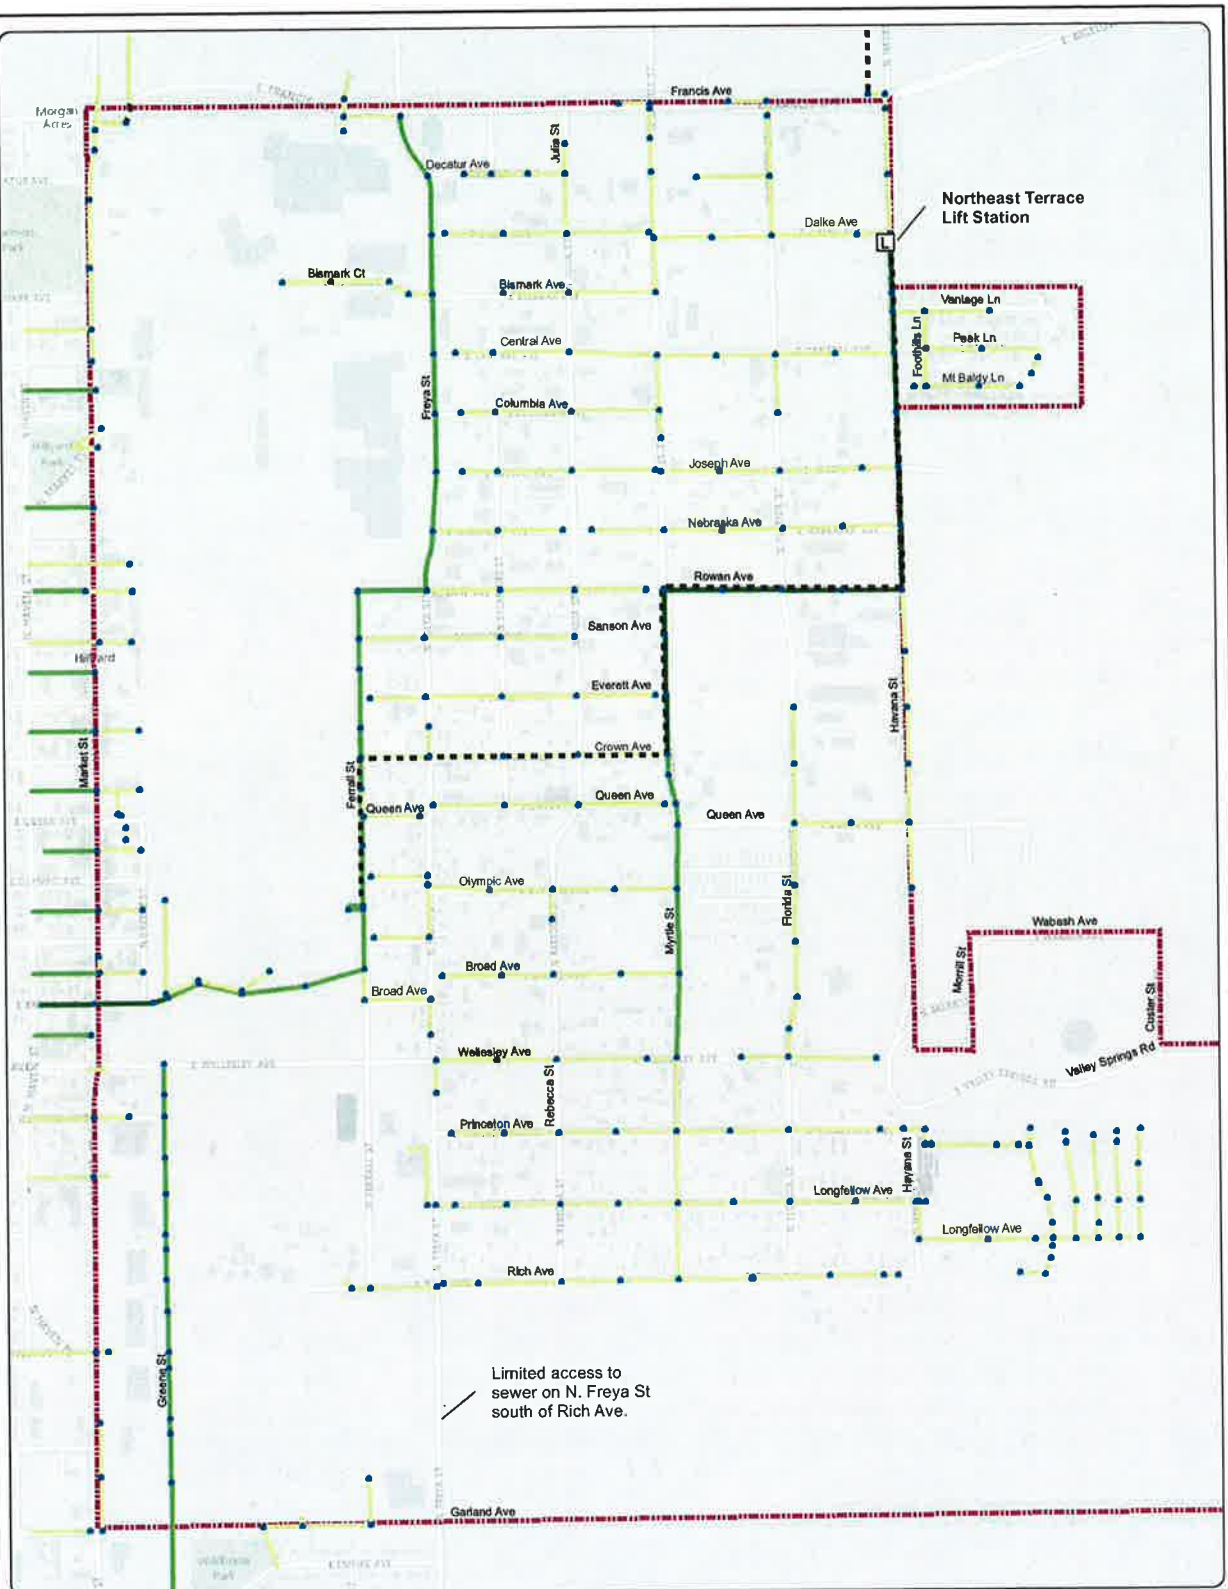 Francis Ave
Morgan
Acres
Julia St
Decatur Ave
Northeast Terrace
Lift Station
Dalke Ave
L
Bismark Ct
Bismark Ave
Vantage Ln
Foothills Ln
Peak Ln
Mt Baldy Ln
Central Ave
Freya St
Columbia Ave
Joseph Ave
Nebraska Ave
Rowan Ave
Sanson Ave
Hillyard
Everett Ave
Havana St
Crown Ave
Market St
Ferrall St
Queen Ave
Queen Ave
Queen Ave
Olympic Ave
Florida St
Myrtle St
Wabash Ave
Morrill St
Custer St
Broad Ave
Broad Ave
Wellesley Ave
Valley Springs Rd
Rebecca St
Princeton Ave
Havana St
Longfellow Ave
Longfellow Ave
Rich Ave
Greene St
Limited access to
sewer on N. Freya St
south of Rich Ave.
Garland Ave